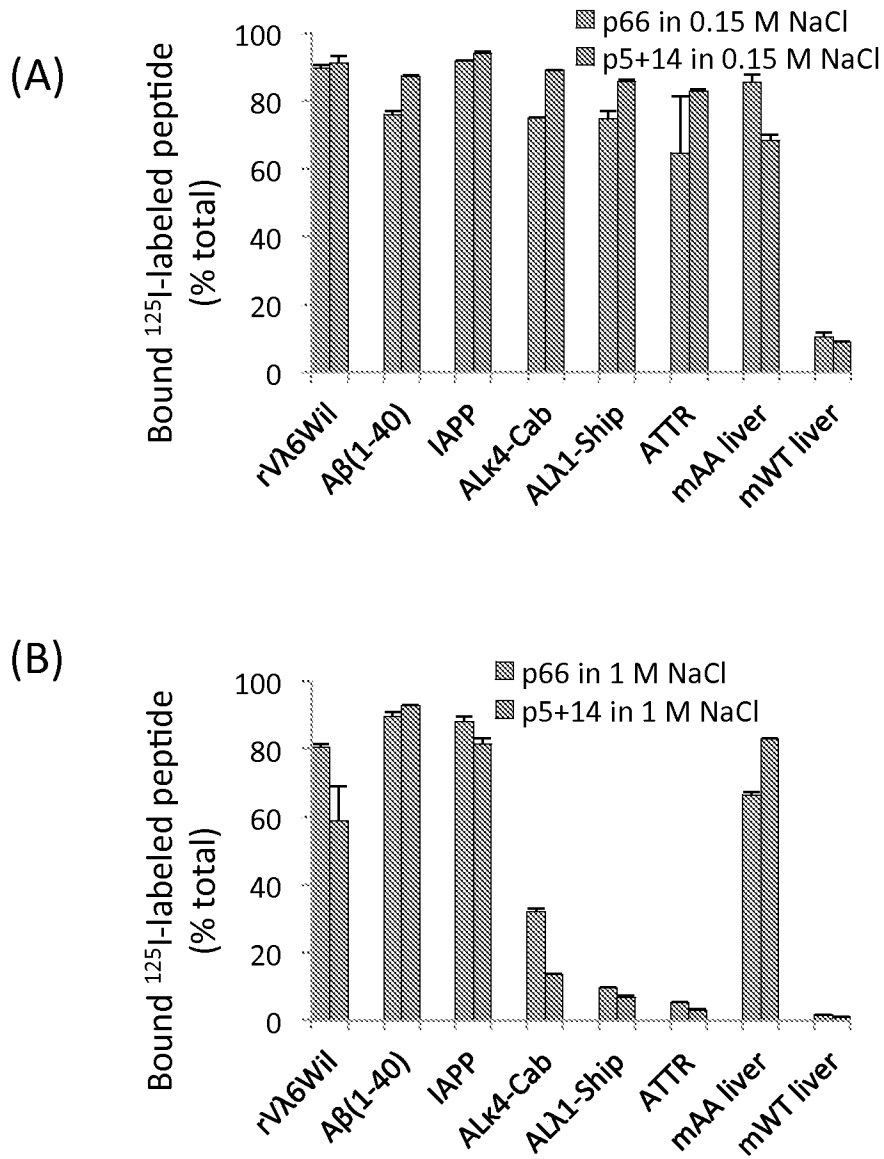 (A)
p66 in 0.15 M NaCl
p5+14 in 0.15 M NaCl
Bound ¹²⁵I-labeled peptide
(% total)
100
80
60
40
20
0
rVλ6Wil
Aβ(1-40)
IAPP
ALκ4-Cab
ALλ1-Ship
ATTR
mAA liver
mWT liver
(B)
p66 in 1 M NaCl
p5+14 in 1 M NaCl
Bound ¹²⁵I-labeled peptide
(% total)
100
80
60
40
20
0
rVλ6Wil
Aβ(1-40)
IAPP
ALκ4-Cab
ALλ1-Ship
ATTR
mAA liver
mWT liver